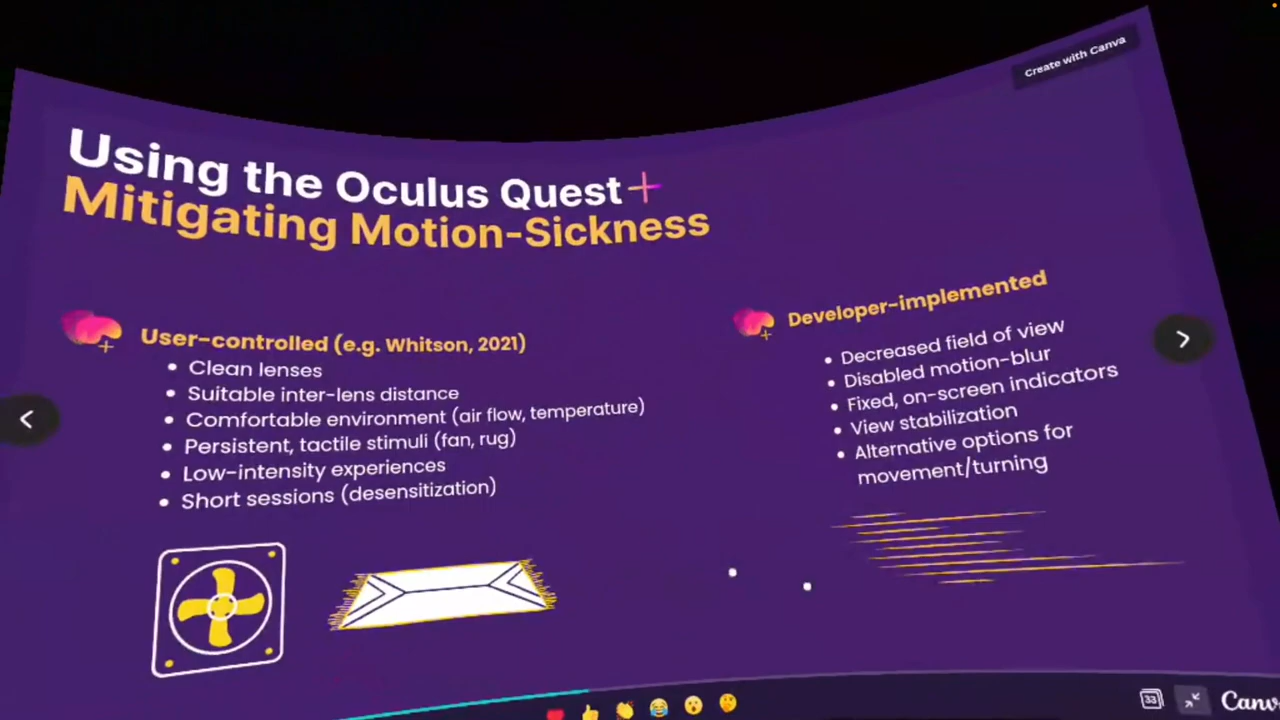 Create with Canva
Using the Oculus Quest
Mitigating Motion-Sickness
User-controlled (e.g. Whitson, 2021)
Clean lenses
Suitable inter-lens distance
Comfortable environment (air flow, temperature)
Persistent, tactile stimuli (fan, rug)
Low-intensity experiences
Short sessions (desensitization)
Developer-implemented
Decreased field of view
Disabled motion-blur
Fixed, on-screen indicators
View stabilization
Alternative options for
movement/turning
33
Canv